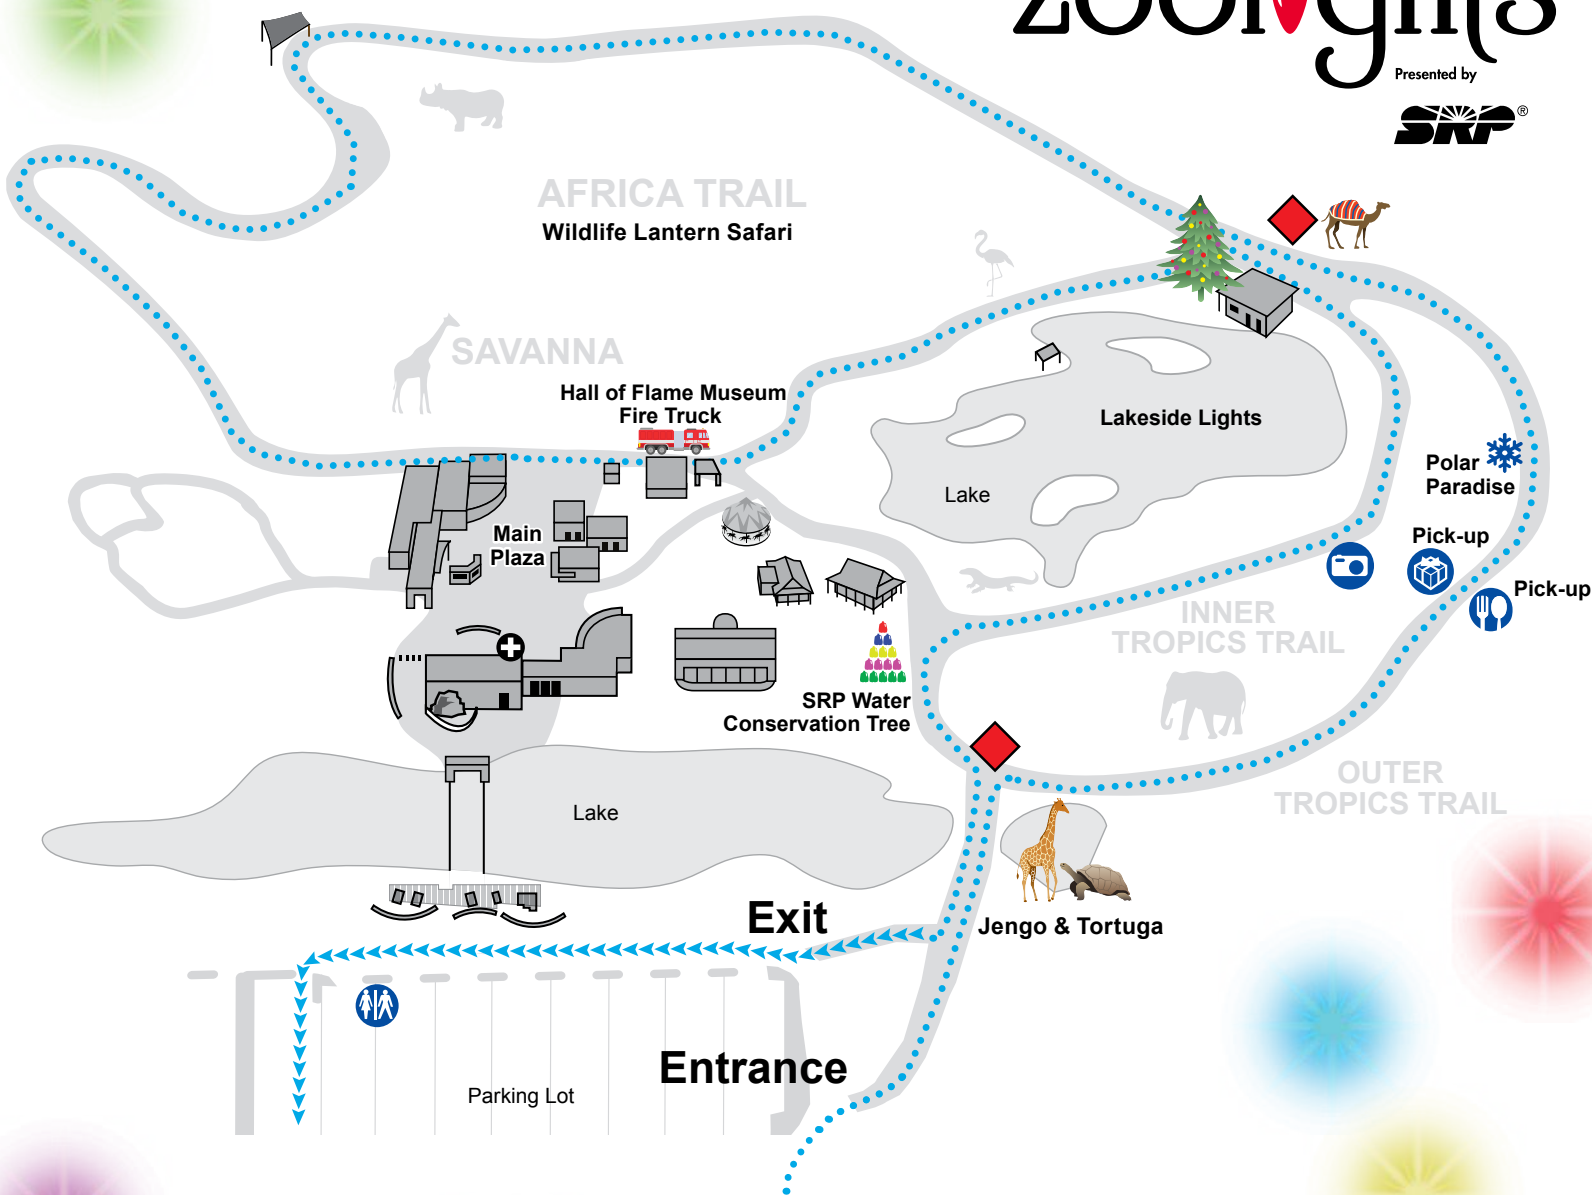 Presented by
SRP®
AFRICA TRAIL
Wildlife Lantern Safari
SAVANNA
Hall of Flame Museum
Fire Truck
Lakeside Lights
Lake
Polar
Paradise
Main
Plaza
Pick-up
Pick-up
INNER
TROPICS TRAIL
SRP Water
Conservation Tree
OUTER
TROPICS TRAIL
Lake
Exit
Jengo & Tortuga
Entrance
Parking Lot